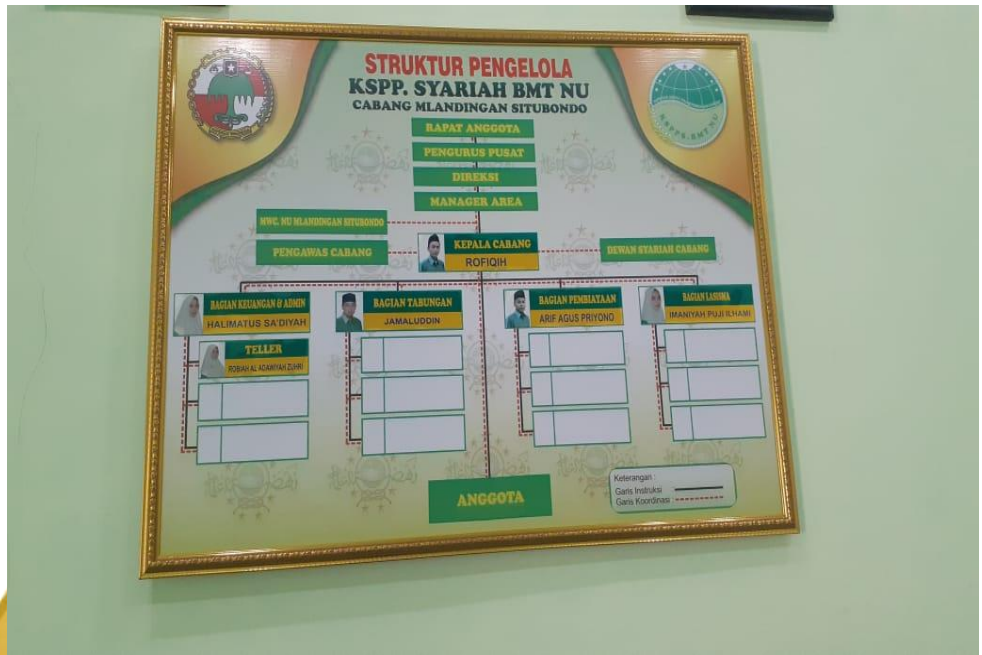 STRUKTUR PENGELOLA
KSPP. SYARIAH BMT NU
CABANG MLANDINGAN SITUBONDO
RAPAT ANGGOTA
PENGURUS PUSAT
DIREKSI
MANAGER AREA
MWC. NU MLANDINGAN SITUBONDO
PENGAWAS CABANG
KEPALA CABANG
ROFIQIH
DEWAN SYARIAH CABANG
BAGIAN KEUANGAN & ADMIN
HALIMATUS SA'DIYAH
BAGIAN TABUNGAN
JAMALUDDIN
BAGIAN PEMBIAYAAN
ARIF AGUS PRIYONO
BAGIAN LASISMA
IMANIYAH PUJI ILHAMI
TELLER
ROBIAH AL ADAWIYAH ZUHRI
ANGGOTA
Keterangan :
Garis Instruksi
Garis Koordinasi